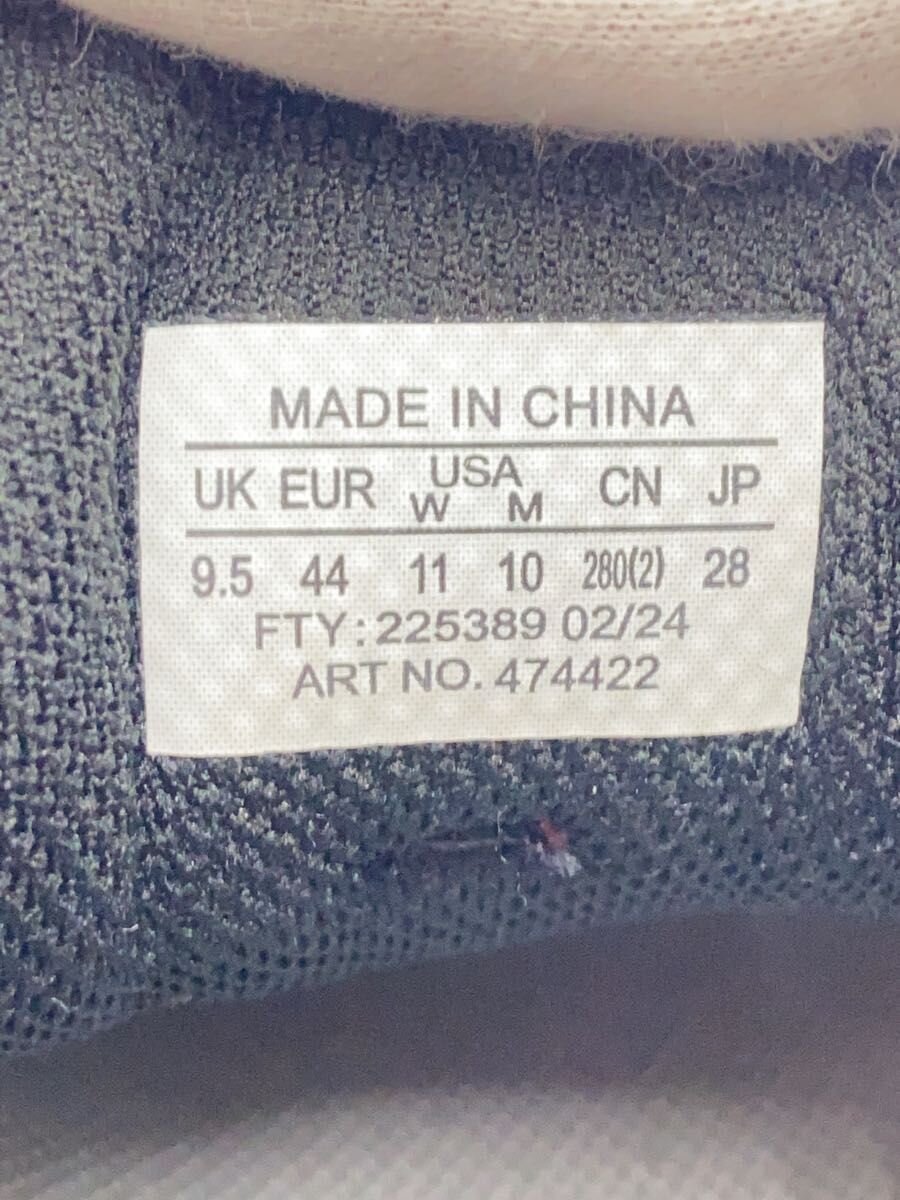 MADE IN CHINA
UK EUR USA W M CN JP
9.5 44 11 10 280(2) 28
FTY: 225389 02/24
ART NO. 474422